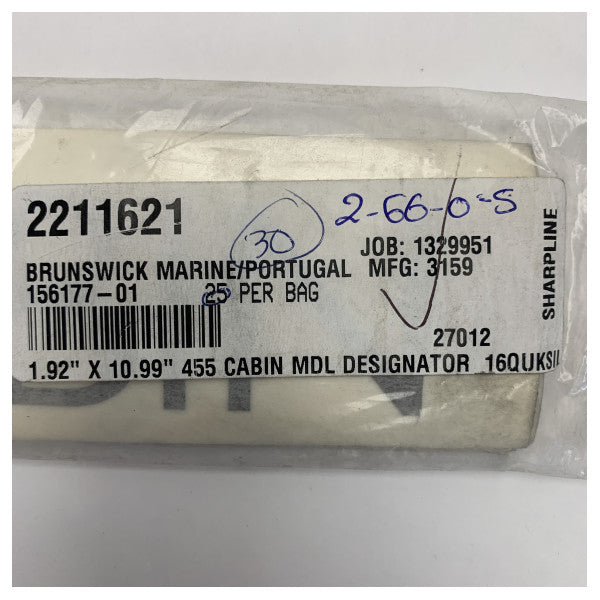 2211621
30
2-66-0-S
JOB: 1329951
BRUNSWICK MARINE/PORTUGAL MFG: 3159
156177-01 25 PER BAG
27012
1.92" X 10.99" 455 CABIN MDL DESIGNATOR 16QUKSIL
SHARPLINE